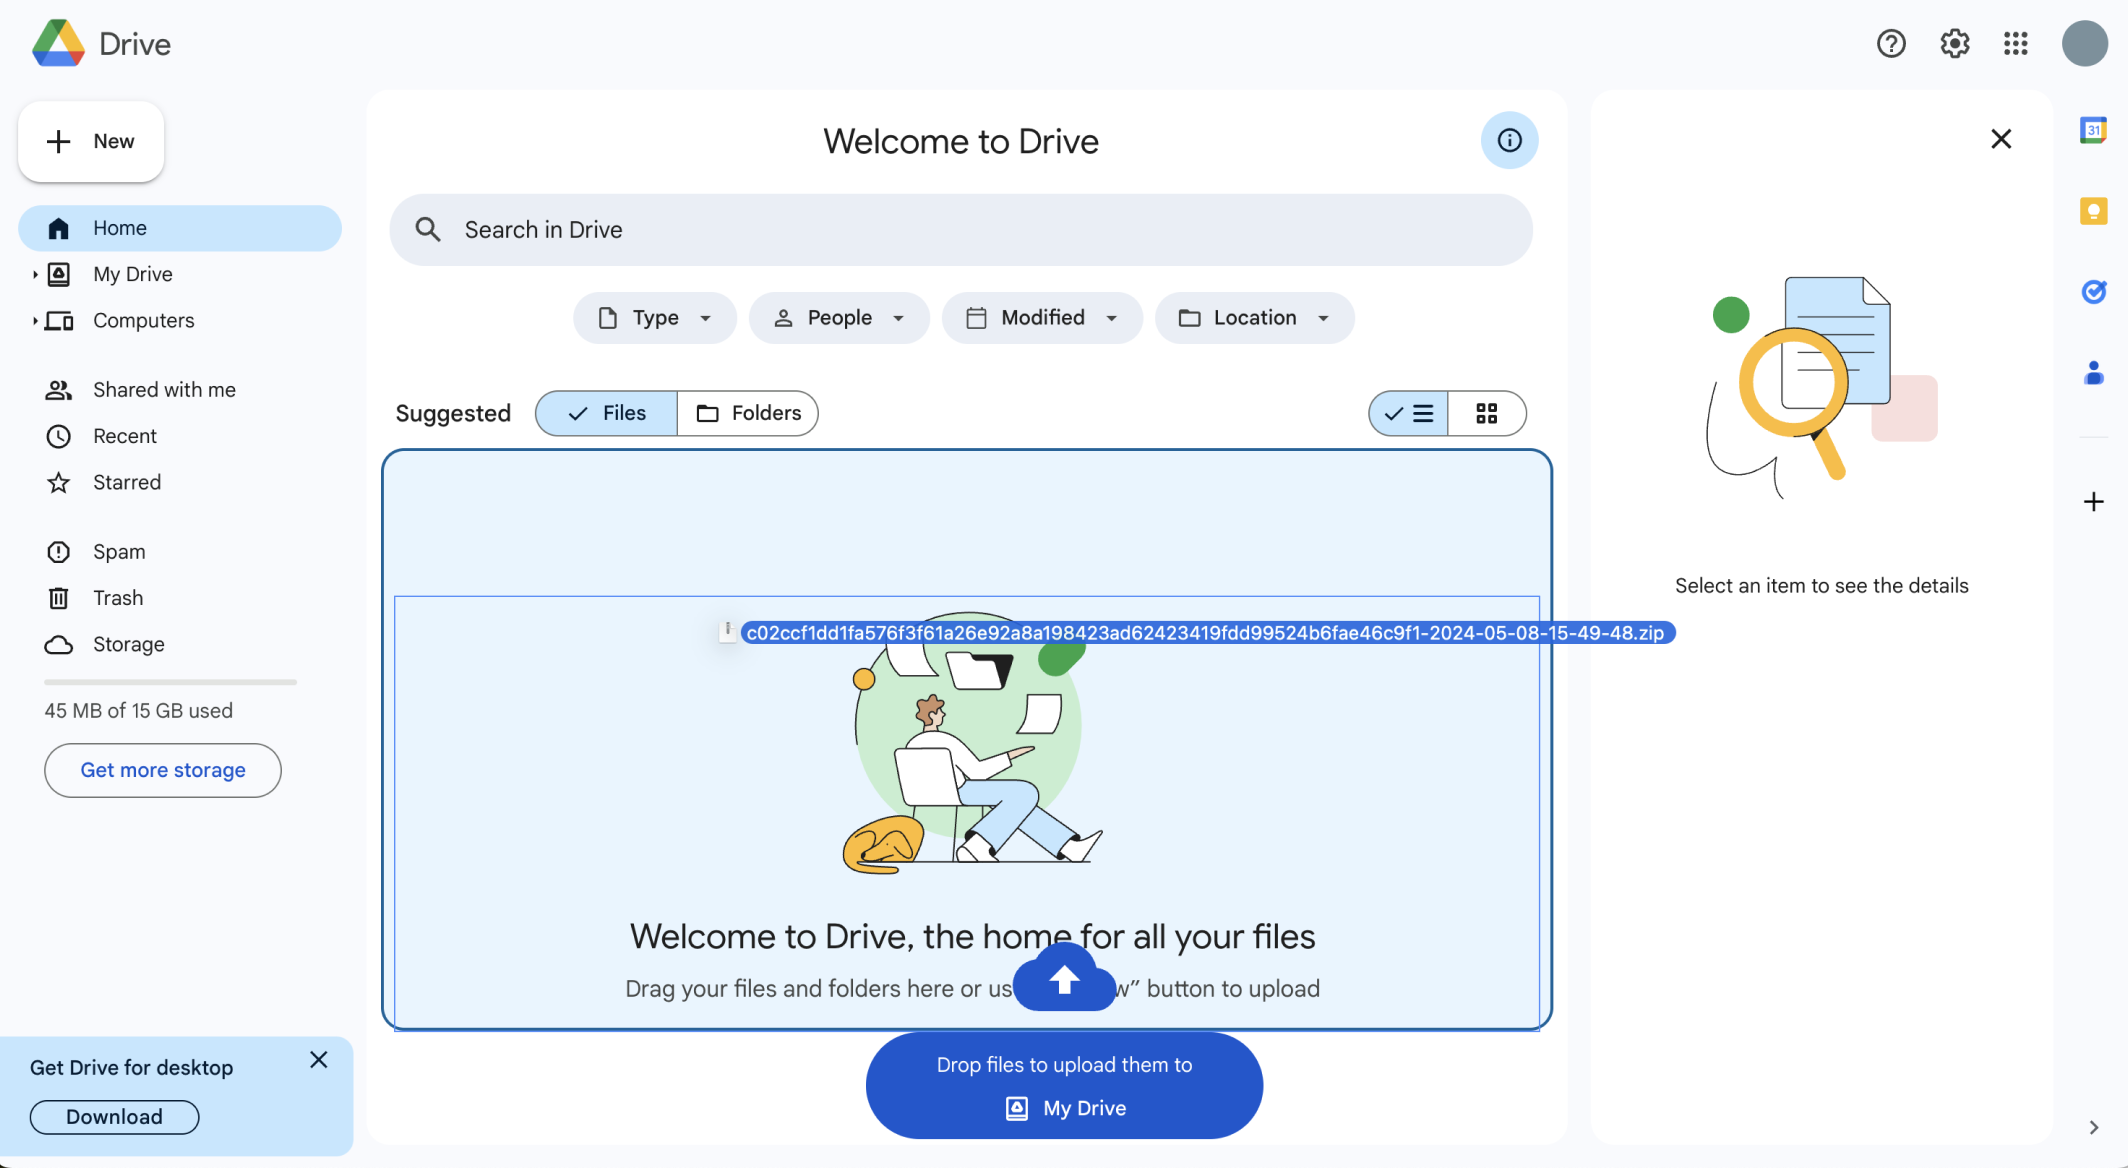 Drive
New
Home
My Drive
Computers
Shared with me
Recent
Starred
Spam
Trash
Storage
45 MB of 15 GB used
Get more storage
Get Drive for desktop
Download
Welcome to Drive
Search in Drive
Type
People
Modified
Location
Suggested
Files
Folders
c02ccf1dd1fa576f3f61a26e92a8a198423ad62423419fdd99524b6fae46c9f1-2024-05-08-15-49-48.zip
Welcome to Drive, the home for all your files
Drag your files and folders here or us w” button to upload
Drop files to upload them to
My Drive
Select an item to see the details
31